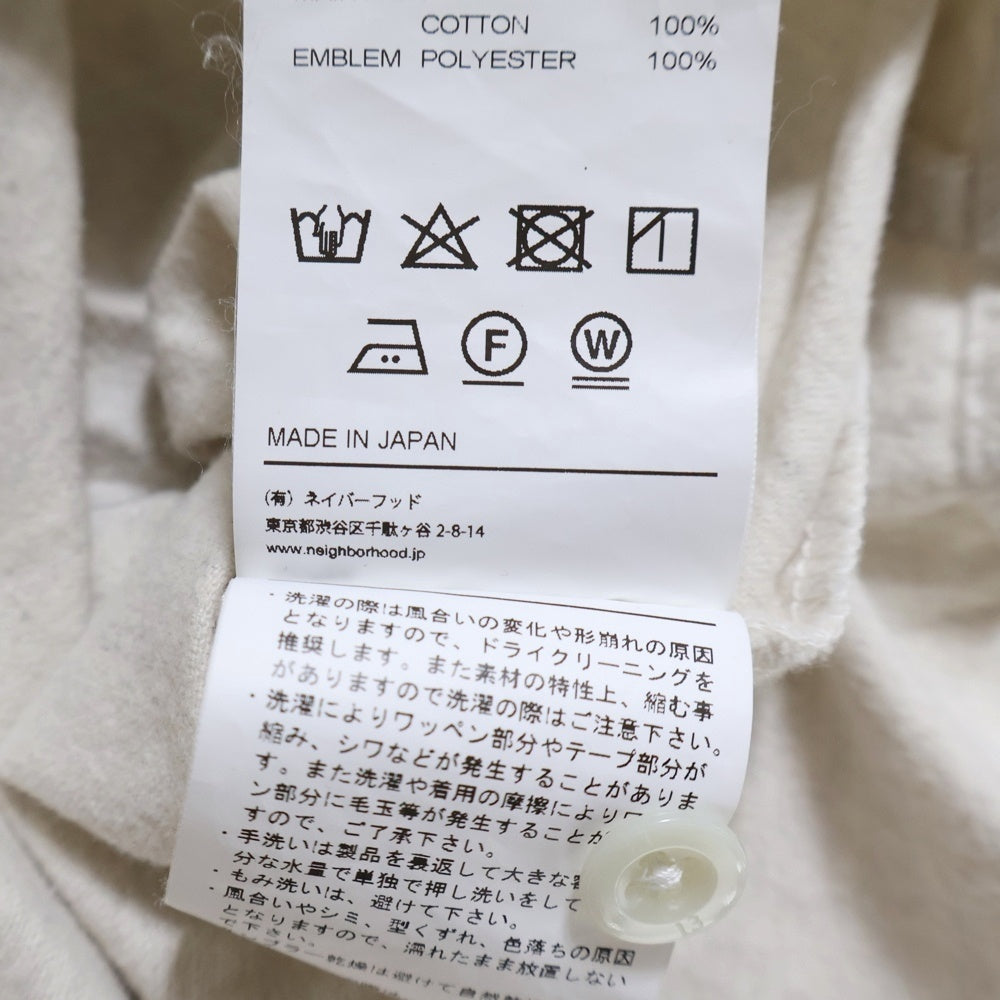 COTTON 100%
EMBLEM POLYESTER 100%
F
W
MADE IN JAPAN
(有) ネイバーフッド
東京都渋谷区千駄ヶ谷 2-8-14
www.neighborhood.jp
・洗濯の際は風合いの変化や形崩れの原因
となりますので、ドライクリーニングを
推奨します。また素材の特性上、縮む事
がありますので洗濯の際はご注意下さい。
・洗濯によりワッペン部分やテープ部分が
縮み、シワなどが発生することがありま
す。また洗濯や着用の摩擦により
ン部分に毛玉等が発生することが
すので、ご了承下さい。
・手洗いは製品を裏返して大きな
分な水量で単独で押し洗いをして
・もみ洗いは、避けて下さい。
・風合いやシミ、型くずれ、色落ちの原因
となりますので、濡れたまま放置しない
で下さい。
乾燥は避けて自然